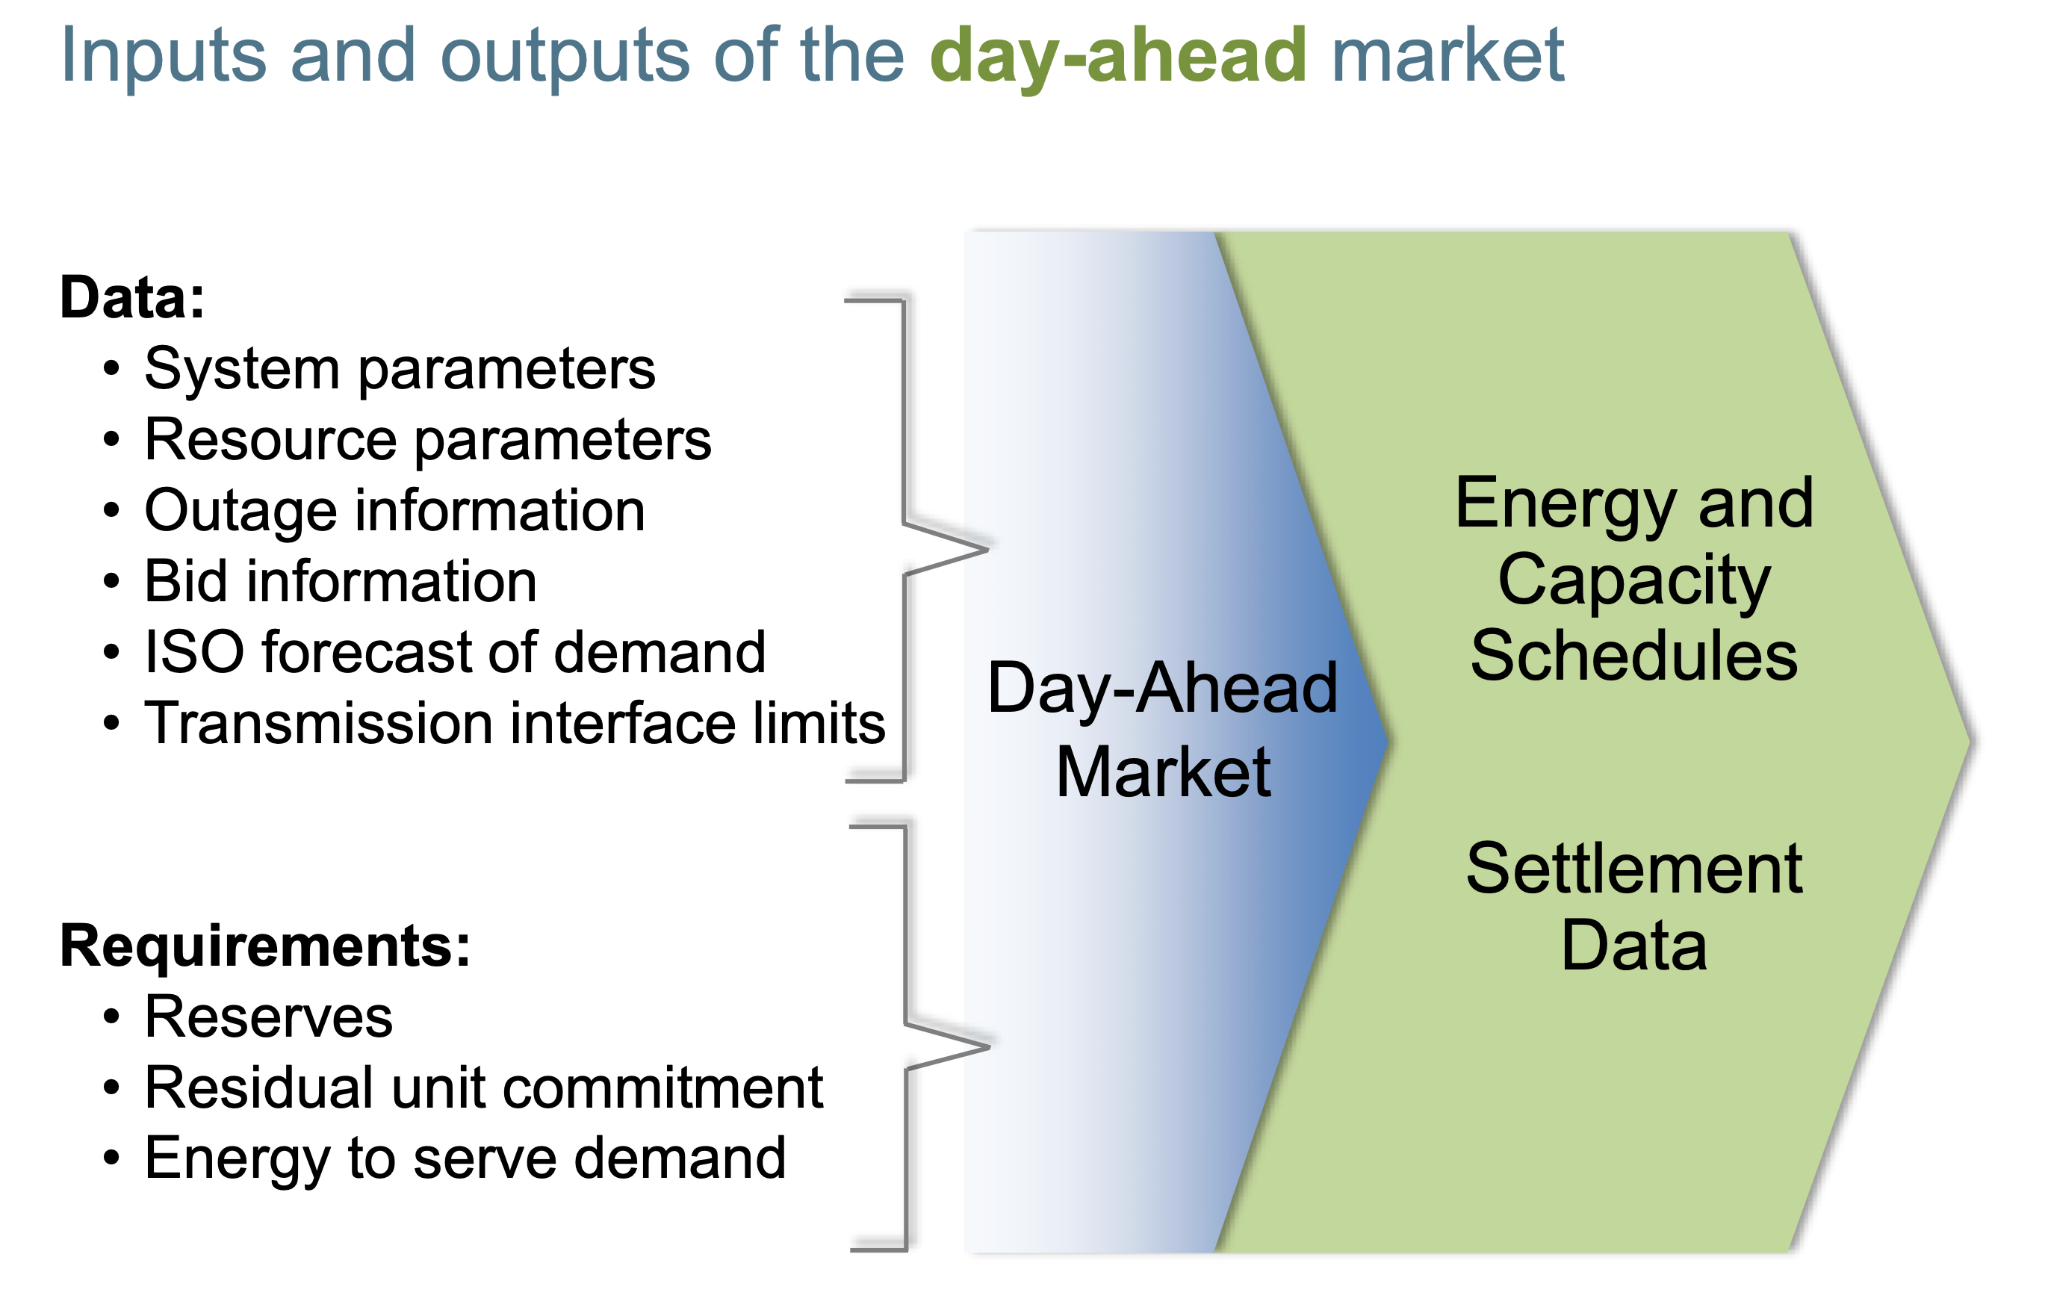 Inputs and outputs of the day-ahead market
Data:
• System parameters
• Resource parameters
• Outage information
• Bid information
• ISO forecast of demand
• Transmission interface limits
Requirements:
• Reserves
• Residual unit commitment
• Energy to serve demand
Day-Ahead
Market
Energy and
Capacity
Schedules
Settlement
Data